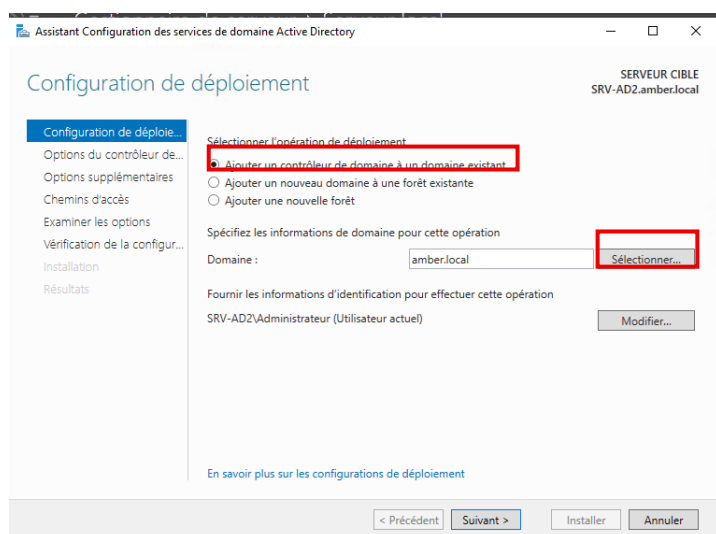 Assistant Configuration des services de domaine Active Directory
Configuration de déploiement
SERVEUR CIBLE
SRV-AD2.amber.local
Configuration de déploie...
Options du contrôleur de...
Options supplémentaires
Chemins d'accès
Examiner les options
Vérification de la configur...
Installation
Résultats
Sélectionner l'opération de déploiement
Ajouter un contrôleur de domaine à un domaine existant
Ajouter un nouveau domaine à une forêt existante
Ajouter une nouvelle forêt
Spécifiez les informations de domaine pour cette opération
Domaine :
amber.local
Sélectionner...
Fournir les informations d'identification pour effectuer cette opération
SRV-AD2\Administrateur (Utilisateur actuel)
Modifier...
En savoir plus sur les configurations de déploiement
< Précédent
Suivant >
Installer
Annuler